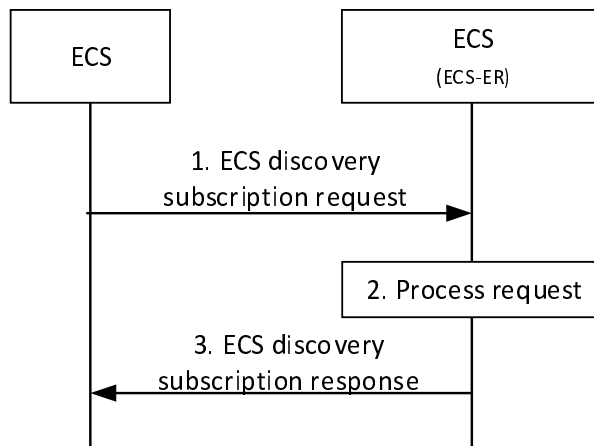 ECS
ECS
(ECS-ER)
1. ECS discovery
subscription request
2. Process request
3. ECS discovery
subscription response